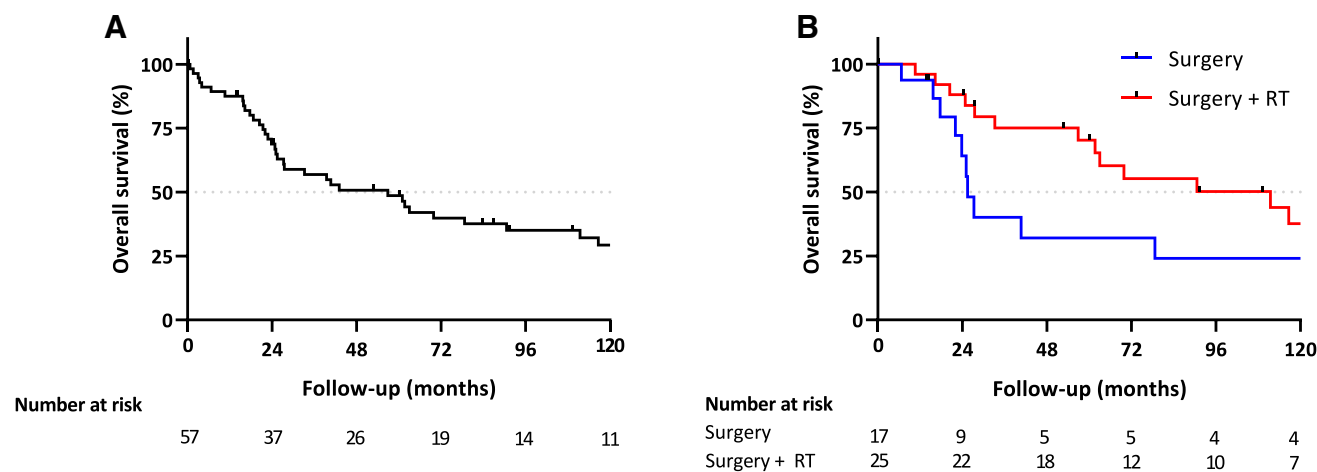 A
Overall survival (%)
100
75
50
25
0
0 24 48 72 96 120
Follow-up (months)
Number at risk
57 37 26 19 14 11
B
Surgery
Surgery + RT
Overall survival (%)
100
75
50
25
0
0 24 48 72 96 120
Follow-up (months)
Number at risk
Surgery 17 9 5 5 4 4
Surgery + RT 25 22 18 12 10 7